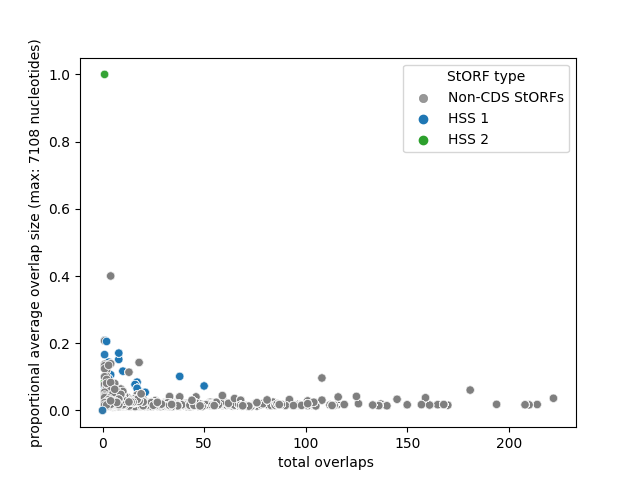 StORF type
Non-CDS StORFs
HSS 1
HSS 2
proportional average overlap size (max: 7108 nucleotides)
1.0
0.8
0.6
0.4
0.2
0.0
0 50 100 150 200
total overlaps